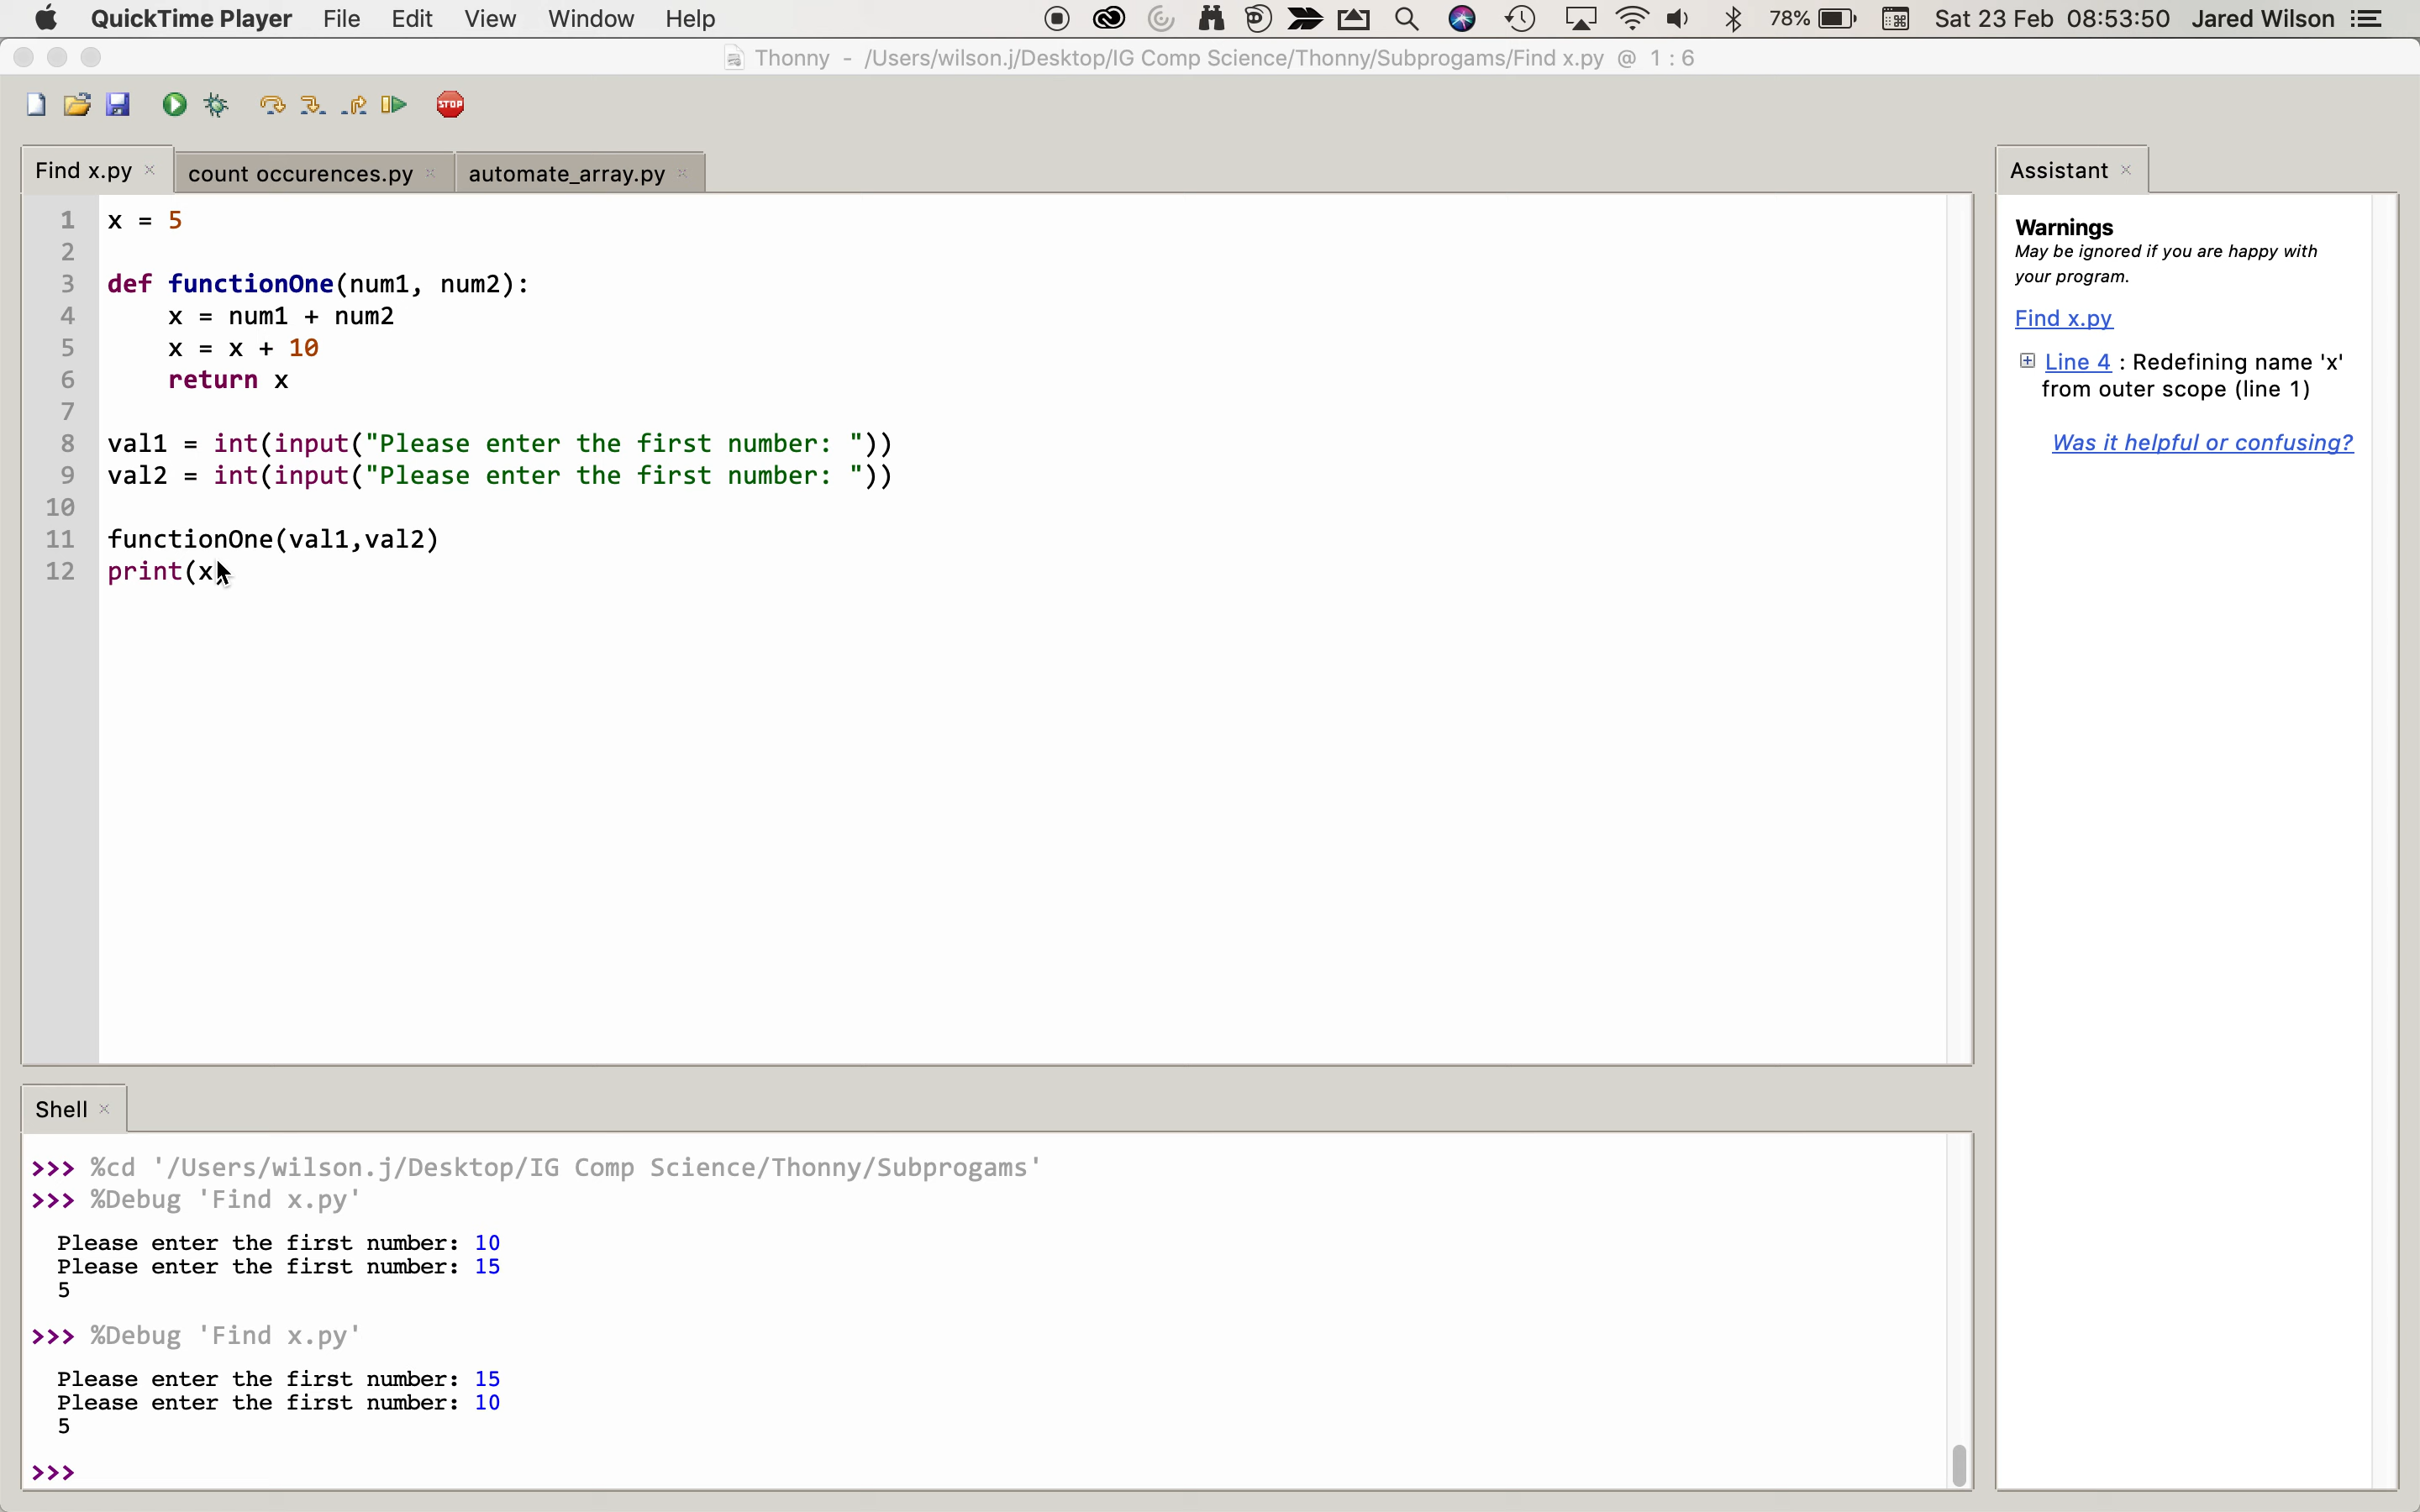 QuickTime Player File Edit View Window Help 78% Sat 23 Feb 08:53:50 Jared Wilson
Thonny - /Users/wilson.j/Desktop/IG Comp Science/Thonny/Subprogams/Find x.py @ 1 : 6
STOP
Find x.py × count occurences.py × automate_array.py ×
1 x = 5
2
3 def functionOne(num1, num2):
4     x = num1 + num2
5     x = x + 10
6     return x
7
8 val1 = int(input("Please enter the first number: "))
9 val2 = int(input("Please enter the first number: "))
10
11 functionOne(val1,val2)
12 print(x)
Assistant ×
Warnings
May be ignored if you are happy with
your program.
Find x.py
Line 4 : Redefining name 'x'
from outer scope (line 1)
Was it helpful or confusing?
Shell ×
>>> %cd '/Users/wilson.j/Desktop/IG Comp Science/Thonny/Subprogams'
>>> %Debug 'Find x.py'
Please enter the first number: 10
Please enter the first number: 15
5
>>> %Debug 'Find x.py'
Please enter the first number: 15
Please enter the first number: 10
5
>>>